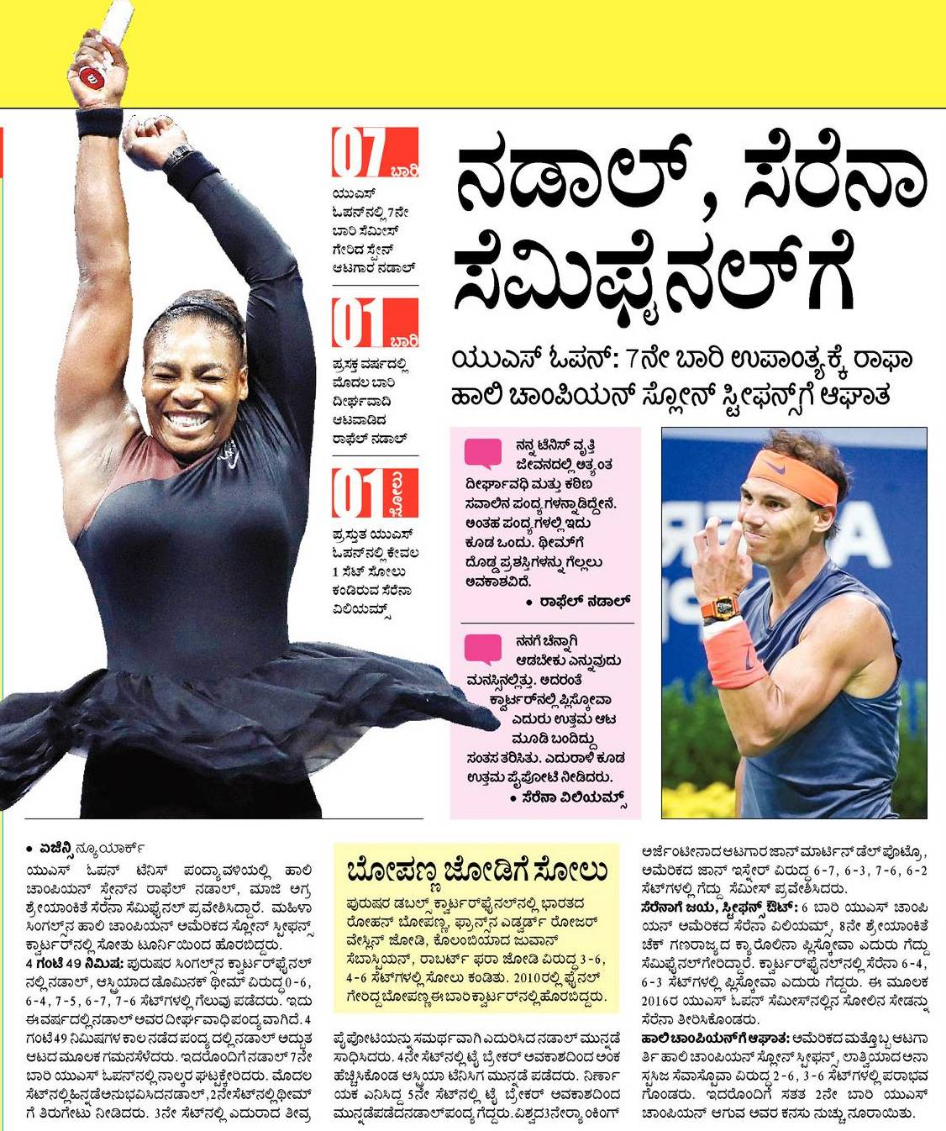 ನಡಾಲ್, ಸೆರೆನಾ
ಸೆಮಿಫೈನಲ್‌ಗೆ
ಯುಎಸ್ ಓಪನ್: 7ನೇ ಬಾರಿ ಉಪಾಂತ್ಯಕ್ಕೆ ರಾಫಾ
ಹಾಲಿ ಚಾಂಪಿಯನ್ ಸ್ಲೋನ್ ಸ್ಟೀಫನ್ಸ್‌ಗೆ ಆಘಾತ
07 ಬಾರಿ
ಯುಎಸ್
ಓಪನ್‌ನಲ್ಲಿ 7ನೇ
ಬಾರಿ ಸೆಮೀಸ್
ಗೇರಿದ ಸ್ಪೇನ್
ಆಟಗಾರ ನಡಾಲ್
01 ಬಾರಿ
ಪ್ರಸಕ್ತ ವರ್ಷದಲ್ಲಿ
ಮೊದಲ ಬಾರಿ
ದೀರ್ಘವಾದಿ
ಆಟವಾಡಿದ
ರಾಫೆಲ್ ನಡಾಲ್
01 ಸೋಲು
ಪ್ರಸ್ತುತ ಯುಎಸ್
ಓಪನ್‌ನಲ್ಲಿ ಕೇವಲ
1 ಸೆಟ್ ಸೋಲು
ಕಂಡಿರುವ ಸೆರೆನಾ
ವಿಲಿಯಮ್ಸ್
ನನ್ನ ಟೆನಿಸ್ ವೃತ್ತಿ
ಜೀವನದಲ್ಲಿ ಅತ್ಯಂತ
ದೀರ್ಘಾವಧಿ ಮತ್ತು ಕಠಿಣ
ಸವಾಲಿನ ಪಂದ್ಯಗಳನ್ನಾಡಿದ್ದೇನೆ.
ಅಂತಹ ಪಂದ್ಯಗಳಲ್ಲಿ ಇದು
ಕೂಡ ಒಂದು. ಥೀಮ್‌ಗೆ
ದೊಡ್ಡ ಪ್ರಶಸ್ತಿಗಳನ್ನು ಗೆಲ್ಲಲು
ಅವಕಾಶವಿದೆ.
• ರಾಫೆಲ್ ನಡಾಲ್
ನನಗೆ ಚೆನ್ನಾಗಿ
ಆಡಬೇಕು ಎನ್ನುವುದು
ಮನಸ್ಸಿನಲ್ಲಿತ್ತು. ಅದರಂತೆ
ಕ್ವಾರ್ಟರ್‌ನಲ್ಲಿ ಪ್ಲಿಸ್ಕೋವಾ
ಎದುರು ಉತ್ತಮ ಆಟ
ಮೂಡಿ ಬಂದಿದ್ದು
ಸಂತಸ ತರಿಸಿತು. ಎದುರಾಳಿ ಕೂಡ
ಉತ್ತಮ ಪೈಪೋಟಿ ನೀಡಿದರು.
• ಸೆರೆನಾ ವಿಲಿಯಮ್ಸ್
• ಏಜೆನ್ಸಿ ನ್ಯೂಯಾರ್ಕ್
ಯುಎಸ್ ಓಪನ್ ಟೆನಿಸ್ ಪಂದ್ಯಾವಳಿಯಲ್ಲಿ ಹಾಲಿ
ಚಾಂಪಿಯನ್ ಸ್ಪೇನ್‌ನ ರಾಫೆಲ್ ನಡಾಲ್, ಮಾಜಿ ಅಗ್ರ
ಶ್ರೇಯಾಂಕಿತೆ ಸೆರೆನಾ ಸೆಮಿಫೈನಲ್ ಪ್ರವೇಶಿಸಿದ್ದಾರೆ. ಮಹಿಳಾ
ಸಿಂಗಲ್ಸ್‌ನ ಹಾಲಿ ಚಾಂಪಿಯನ್ ಅಮೆರಿಕದ ಸ್ಲೋನ್ ಸ್ಟೀಫನ್ಸ್
ಕ್ವಾರ್ಟರ್‌ನಲ್ಲಿ ಸೋತು ಟೂರ್ನಿಯಿಂದ ಹೊರಬಿದ್ದರು.
4 ಗಂಟೆ 49 ನಿಮಿಷ: ಪುರುಷರ ಸಿಂಗಲ್ಸ್‌ನ ಕ್ವಾರ್ಟರ್‌ಫೈನಲ್
ನಲ್ಲಿ ನಡಾಲ್, ಆಸ್ಟ್ರಿಯಾದ ಡೊಮಿನಿಕ್ ಥೀಮ್ ವಿರುದ್ಧ 0-6,
6-4, 7-5, 6-7, 7-6 ಸೆಟ್‌ಗಳಲ್ಲಿ ಗೆಲುವು ಪಡೆದರು. ಇದು
ಈ ವರ್ಷದಲ್ಲಿ ನಡಾಲ್ ಅವರ ದೀರ್ಘವಾಧಿ ಪಂದ್ಯವಾಗಿದೆ. 4
ಗಂಟೆ 49 ನಿಮಿಷಗಳ ಕಾಲ ನಡೆದ ಪಂದ್ಯದಲ್ಲಿ ನಡಾಲ್ ಅದ್ಭುತ
ಆಟದ ಮೂಲಕ ಗಮನಸೆಳೆದರು. ಇದರೊಂದಿಗೆ ನಡಾಲ್ 7ನೇ
ಬಾರಿ ಯುಎಸ್ ಓಪನ್‌ನಲ್ಲಿ ನಾಲ್ಕರ ಘಟ್ಟಕ್ಕೇರಿದರು. ಮೊದಲ
ಸೆಟ್‌ನಲ್ಲಿ ಹಿನ್ನಡೆ ಅನುಭವಿಸಿದ ನಡಾಲ್, 2ನೇ ಸೆಟ್‌ನಲ್ಲಿ ಥೀಮ್
ಗೆ ತಿರುಗೇಟು ನೀಡಿದರು. 3ನೇ ಸೆಟ್‌ನಲ್ಲಿ ಎದುರಾದ ತೀವ್ರ
ಬೋಪಣ್ಣ ಜೋಡಿಗೆ ಸೋಲು
ಪುರುಷರ ಡಬಲ್ಸ್ ಕ್ವಾರ್ಟರ್‌ಫೈನಲ್‌ನಲ್ಲಿ ಭಾರತದ
ರೋಹನ್ ಬೋಪಣ್ಣ, ಫ್ರಾನ್ಸ್‌ನ ಎಡ್ವರ್ಡ್ ರೋಜರ್
ವೇಸ್ಲಿನ್ ಜೋಡಿ, ಕೊಲಂಬಿಯಾದ ಜುವಾನ್
ಸೆಬಾಸ್ಟಿಯನ್, ರಾಬರ್ಟ್ ಫರಾ ಜೋಡಿ ವಿರುದ್ಧ 3-6,
4-6 ಸೆಟ್‌ಗಳಲ್ಲಿ ಸೋಲು ಕಂಡಿತು. 2010ರಲ್ಲಿ ಫೈನಲ್
ಗೇರಿದ್ದ ಬೋಪಣ್ಣ ಈ ಬಾರಿ ಕ್ವಾರ್ಟರ್‌ನಲ್ಲಿ ಹೊರಬಿದ್ದರು.
ಪೈಪೋಟಿಯನ್ನು ಸಮರ್ಥವಾಗಿ ಎದುರಿಸಿದ ನಡಾಲ್ ಮುನ್ನಡೆ
ಸಾಧಿಸಿದರು. 4ನೇ ಸೆಟ್‌ನಲ್ಲಿ ಟೈ ಬ್ರೇಕರ್ ಅವಕಾಶದಿಂದ ಅಂಕ
ಹೆಚ್ಚಿಸಿಕೊಂಡ ಆಸ್ಟ್ರಿಯಾ ಟೆನಿಸಿಗ ಮುನ್ನಡೆ ಪಡೆದರು. ನಿರ್ಣಾ
ಯಕ ಎನಿಸಿದ್ದ 5ನೇ ಸೆಟ್‌ನಲ್ಲಿ ಟೈ ಬ್ರೇಕರ್ ಅವಕಾಶದಿಂದ
ಮುನ್ನಡೆ ಪಡೆದ ನಡಾಲ್ ಪಂದ್ಯ ಗೆದ್ದರು. ವಿಶ್ವದ 3ನೇ ರ‍್ಯಾಂಕಿಂಗ್
ಅರ್ಜೆಂಟೀನಾದ ಆಟಗಾರ ಜಾನ್ ಮಾರ್ಟಿನ್ ಡೆಲ್ ಪೊಟ್ರೊ,
ಅಮೆರಿಕದ ಜಾನ್ ಇಸ್ನೇರ್ ವಿರುದ್ಧ 6-7, 6-3, 7-6, 6-2
ಸೆಟ್‌ಗಳಲ್ಲಿ ಗೆದ್ದು ಸೆಮೀಸ್ ಪ್ರವೇಶಿಸಿದರು.
ಸೆರೆನಾಗೆ ಜಯ, ಸ್ಟೀಫನ್ಸ್ ಔಟ್: 6 ಬಾರಿ ಯುಎಸ್ ಚಾಂಪಿ
ಯನ್ ಅಮೆರಿಕದ ಸೆರೆನಾ ವಿಲಿಯಮ್ಸ್, 8ನೇ ಶ್ರೇಯಾಂಕಿತೆ
ಚೆಕ್ ಗಣರಾಜ್ಯದ ಕ್ಯಾರೊಲಿನಾ ಪ್ಲಿಸ್ಕೋವಾ ಎದುರು ಗೆದ್ದು
ಸೆಮಿಫೈನಲ್‌ಗೇರಿದ್ದಾರೆ. ಕ್ವಾರ್ಟರ್‌ಫೈನಲ್‌ನಲ್ಲಿ ಸೆರೆನಾ 6-4,
6-3 ಸೆಟ್‌ಗಳಲ್ಲಿ ಪ್ಲಿಸ್ಕೋವಾ ಎದುರು ಗೆದ್ದರು. ಈ ಮೂಲಕ
2016ರ ಯುಎಸ್ ಓಪನ್ ಸೆಮೀಸ್‌ನಲ್ಲಿನ ಸೋಲಿನ ಸೇಡನ್ನು
ಸೆರೆನಾ ತೀರಿಸಿಕೊಂಡರು.
ಹಾಲಿ ಚಾಂಪಿಯನ್‌ಗೆ ಆಘಾತ: ಅಮೆರಿಕದ ಮತ್ತೊಬ್ಬ ಆಟಗಾ
ರ್ತಿ ಹಾಲಿ ಚಾಂಪಿಯನ್ ಸ್ಲೋನ್ ಸ್ಟೀಫನ್ಸ್, ಲಾತ್ವಿಯಾದ ಅನಾ
ಸ್ಪಸಿಜ ಸೆವಾಸ್ಟೊವಾ ವಿರುದ್ಧ 2-6, 3-6 ಸೆಟ್‌ಗಳಲ್ಲಿ ಪರಾಭವ
ಗೊಂಡರು. ಇದರೊಂದಿಗೆ ಸತತ 2ನೇ ಬಾರಿ ಯುಎಸ್
ಚಾಂಪಿಯನ್ ಆಗುವ ಅವರ ಕನಸು ನುಚ್ಚು ನೂರಾಯಿತು.